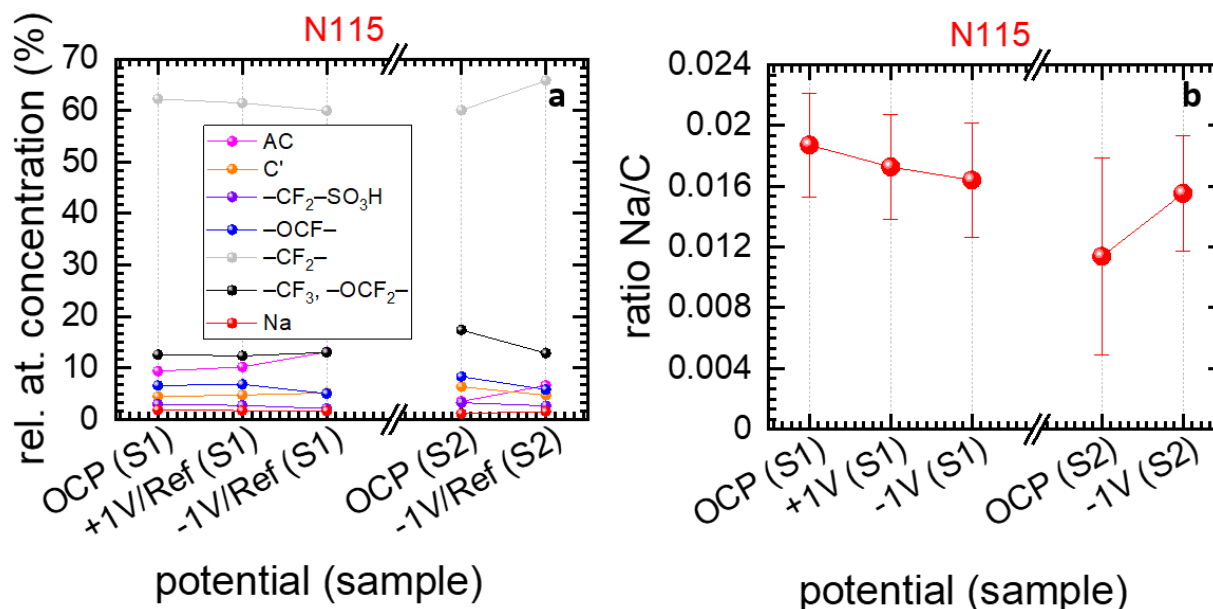 N115
rel. at. concentration (%)
70
60
50
40
30
20
10
0
a
AC
C'
–CF₂–SO₃H
–OCF–
–CF₂–
–CF₃, –OCF₂–
Na
OCP (S1)
+1V/Ref (S1)
-1V/Ref (S1)
OCP (S2)
-1V/Ref (S2)
potential (sample)
N115
ratio Na/C
0.024
0.02
0.016
0.012
0.008
0.004
0
b
OCP (S1)
+1V (S1)
-1V (S1)
OCP (S2)
-1V (S2)
potential (sample)